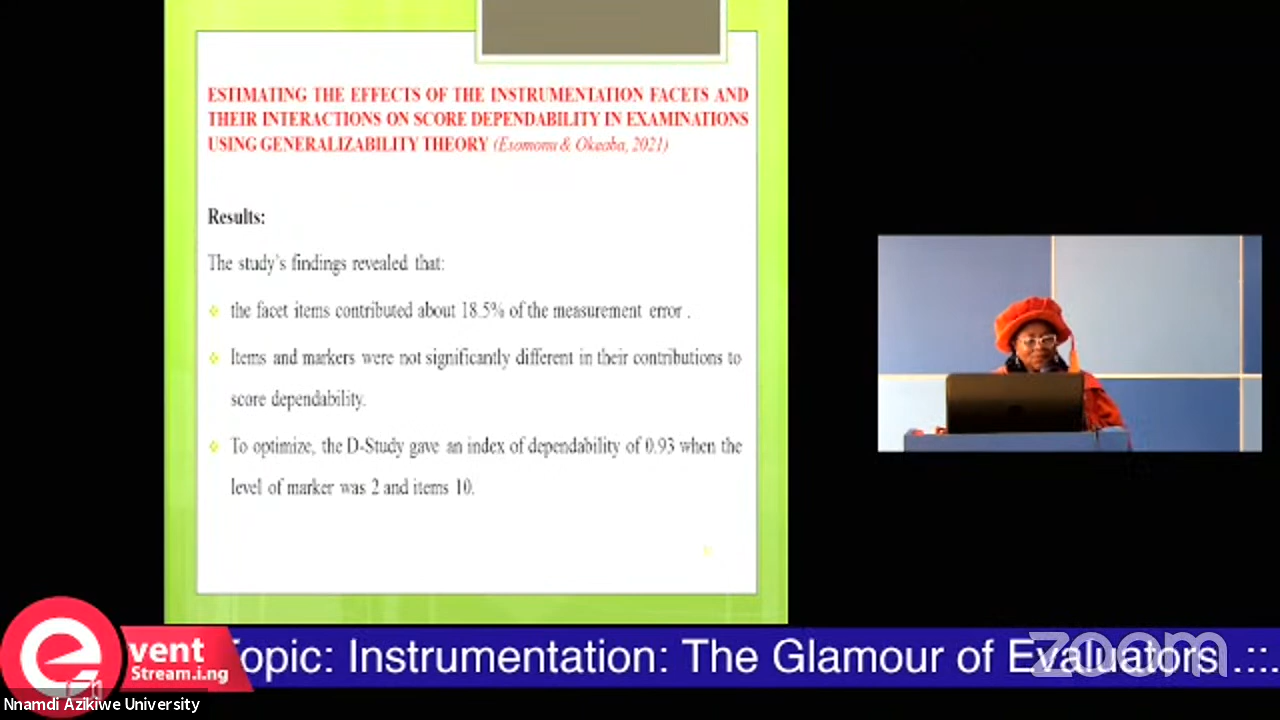 ESTIMATING THE EFFECTS OF THE INSTRUMENTATION FACETS AND
THEIR INTERACTIONS ON SCORE DEPENDABILITY IN EXAMINATIONS
USING GENERALIZABILITY THEORY (Esomonu & Okeaba, 2021)
Results:
The study's findings revealed that:
the facet items contributed about 18.5% of the measurement error .
Items and markers were not significantly different in their contributions to
score dependability.
To optimize, the D-Study gave an index of dependability of 0.93 when the
level of marker was 2 and items 10.
event
Stream.i.ng
Topic: Instrumentation: The Glamour of Evaluators .::.
zoom
Nnamdi Azikiwe University